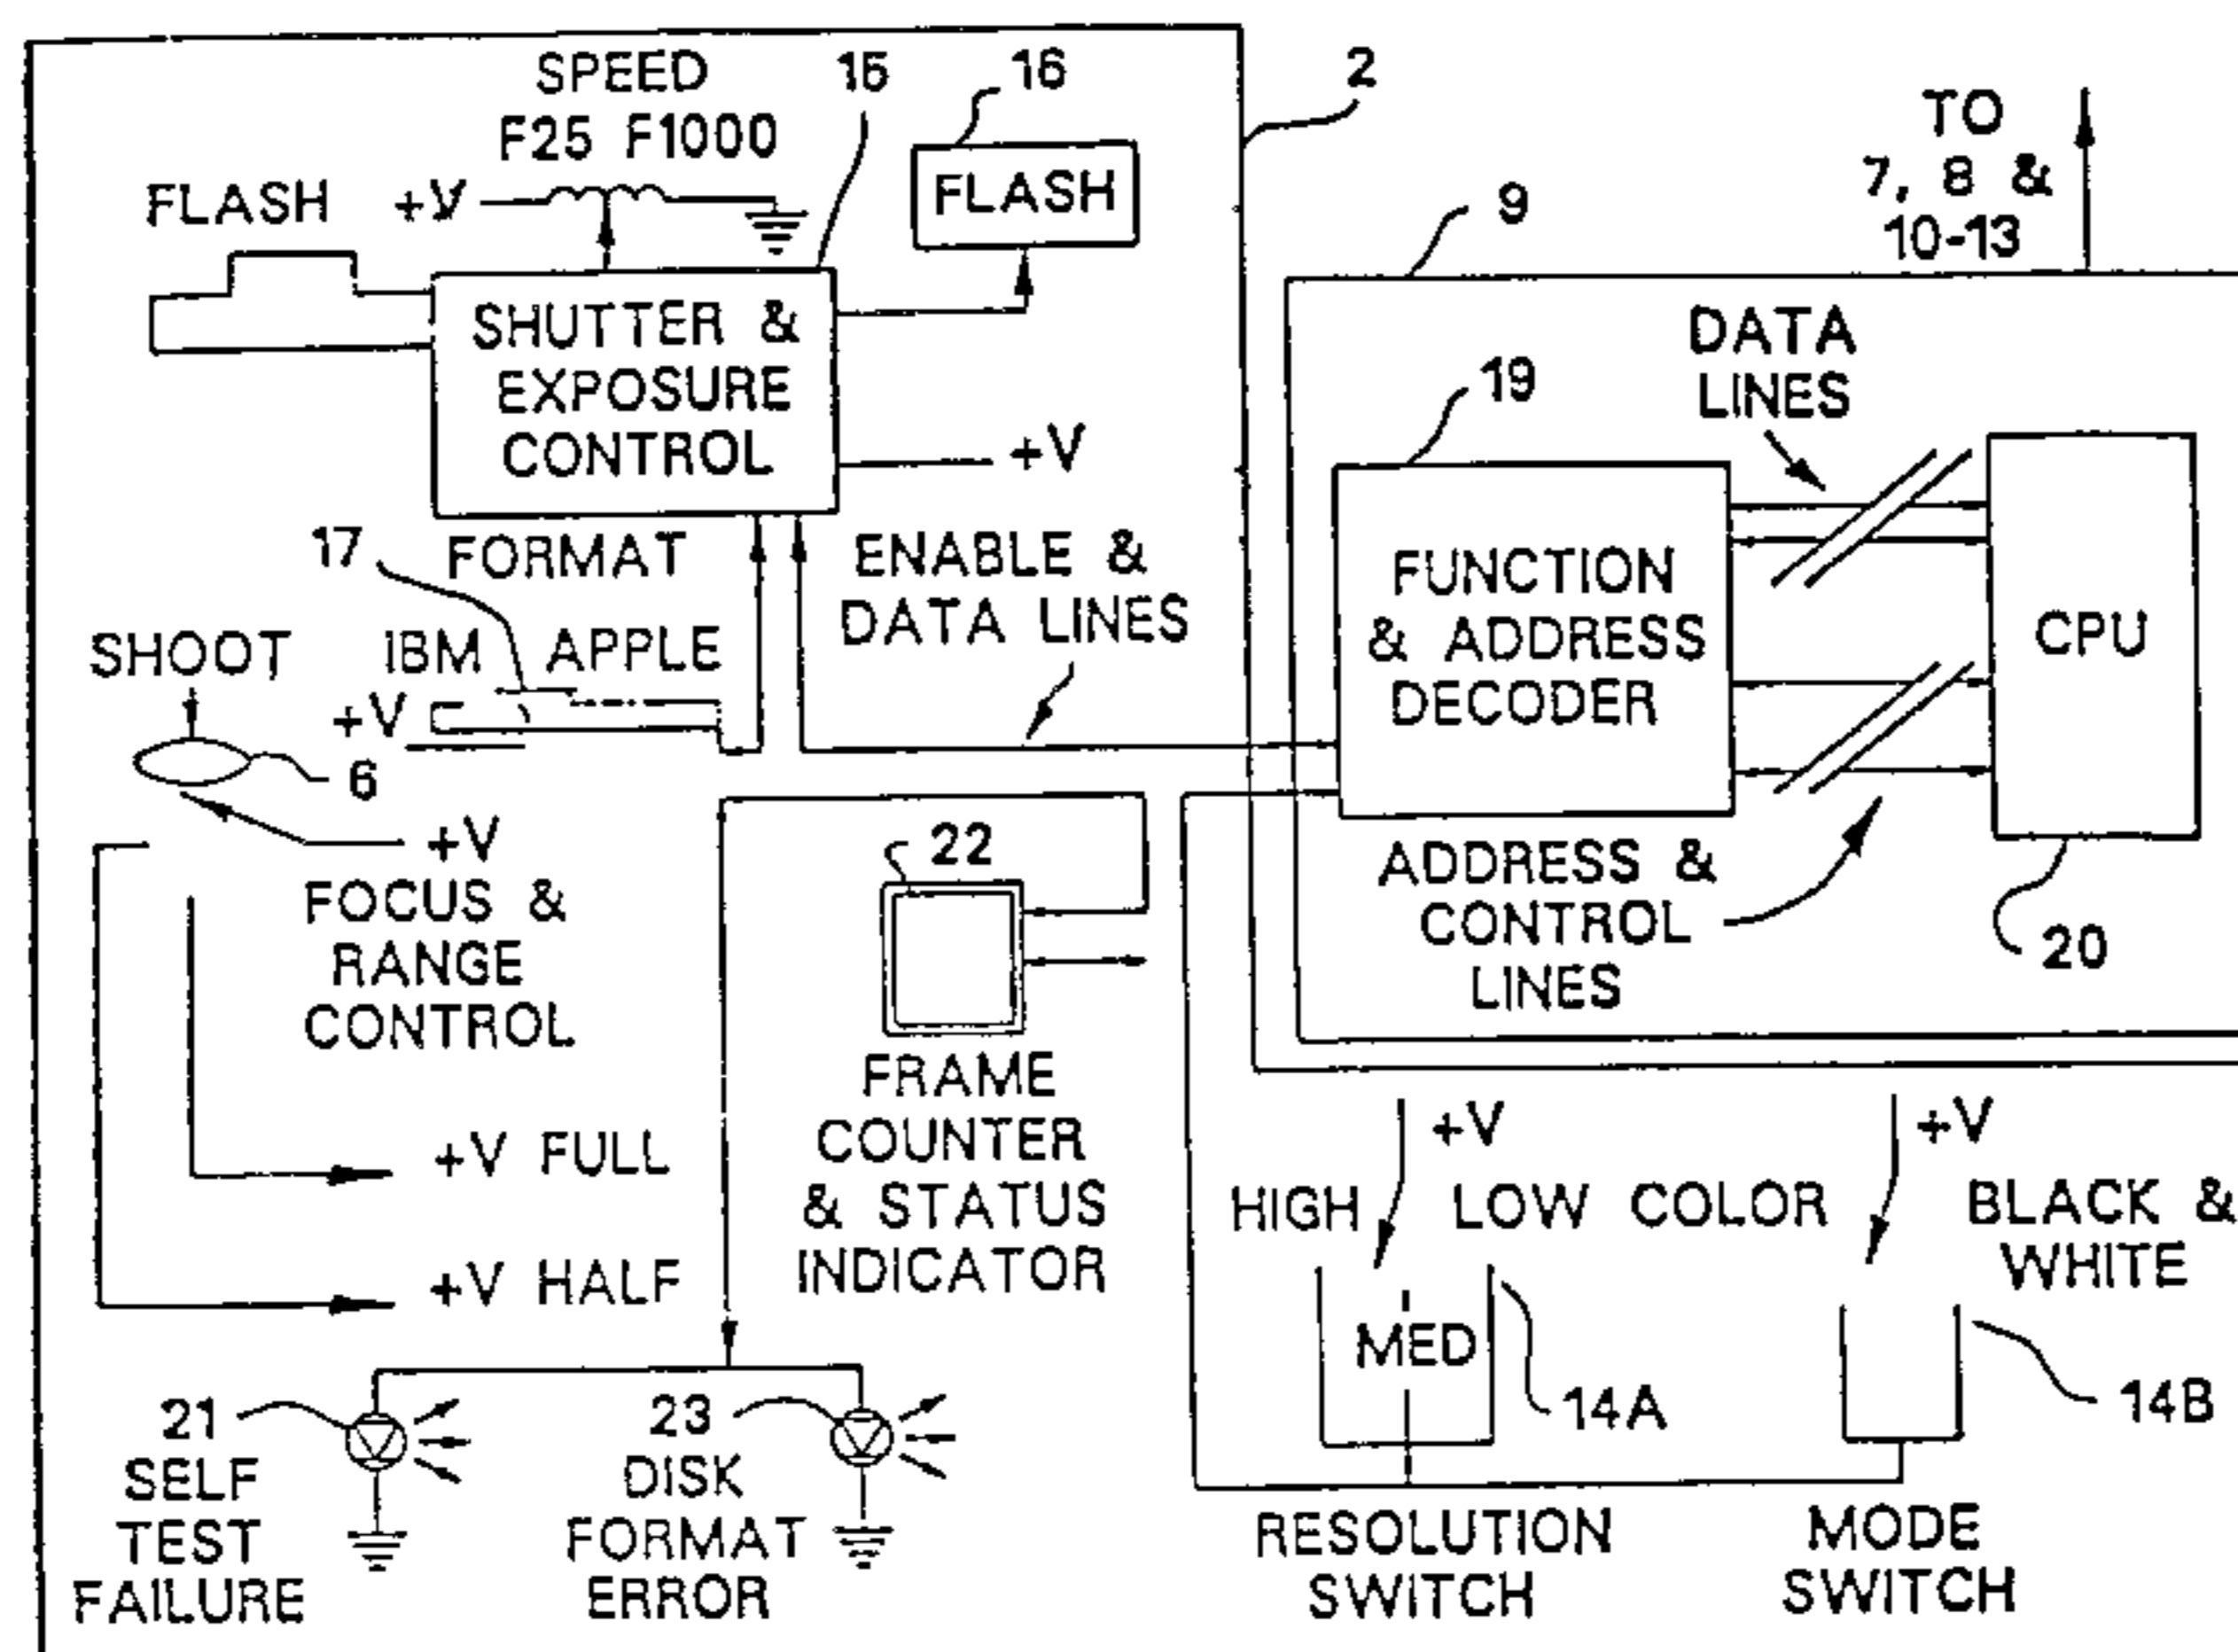 SPEED
F25 F1000
15
16
2
TO
7, 8 &
10-13
FLASH
+V
FLASH
9
SHUTTER &
EXPOSURE
CONTROL
+V
DATA
LINES
19
17
FORMAT
IBM APPLE
ENABLE &
DATA LINES
FUNCTION
& ADDRESS
DECODER
CPU
SHOOT
+V
6
+V
FOCUS &
RANGE
CONTROL
22
FRAME
COUNTER
& STATUS
INDICATOR
ADDRESS &
CONTROL
LINES
20
+V FULL
+V HALF
+V
HIGH
LOW
MED
14A
COLOR
+V
BLACK &
WHITE
14B
21
SELF
TEST
FAILURE
23
DISK
FORMAT
ERROR
RESOLUTION
SWITCH
MODE
SWITCH